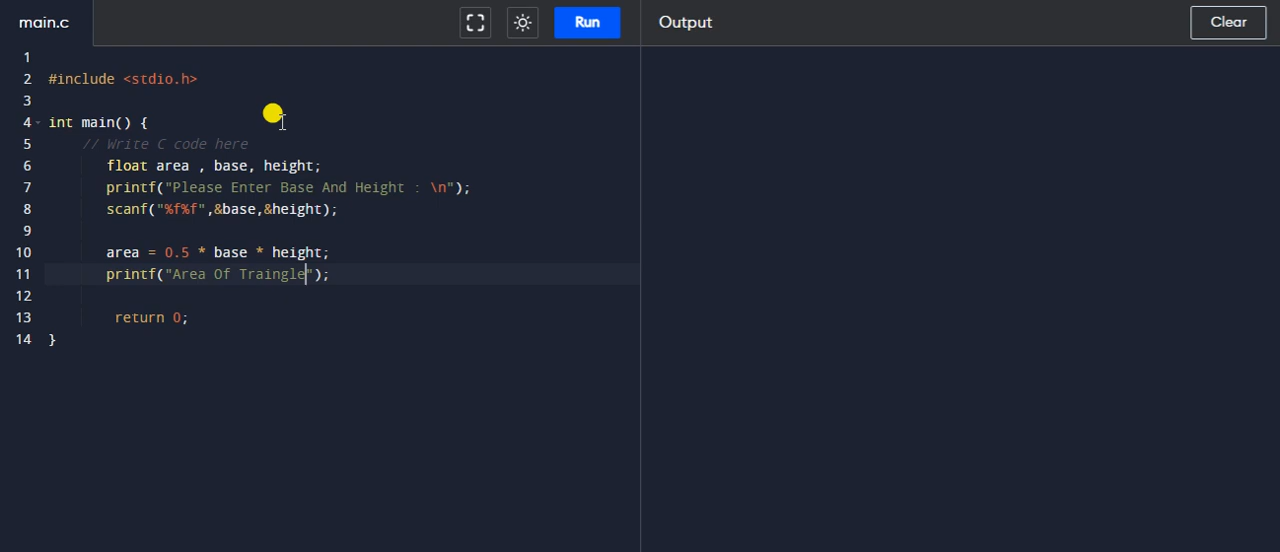 main.c
Run
Output
Clear
1
2 #include <stdio.h>
3
4 int main() {
5 // Write C code here
6 float area , base, height;
7 printf("Please Enter Base And Height : \n");
8 scanf("%f%f",&base,&height);
9
10 area = 0.5 * base * height;
11 printf("Area Of Traingle");
12
13 return 0;
14 }